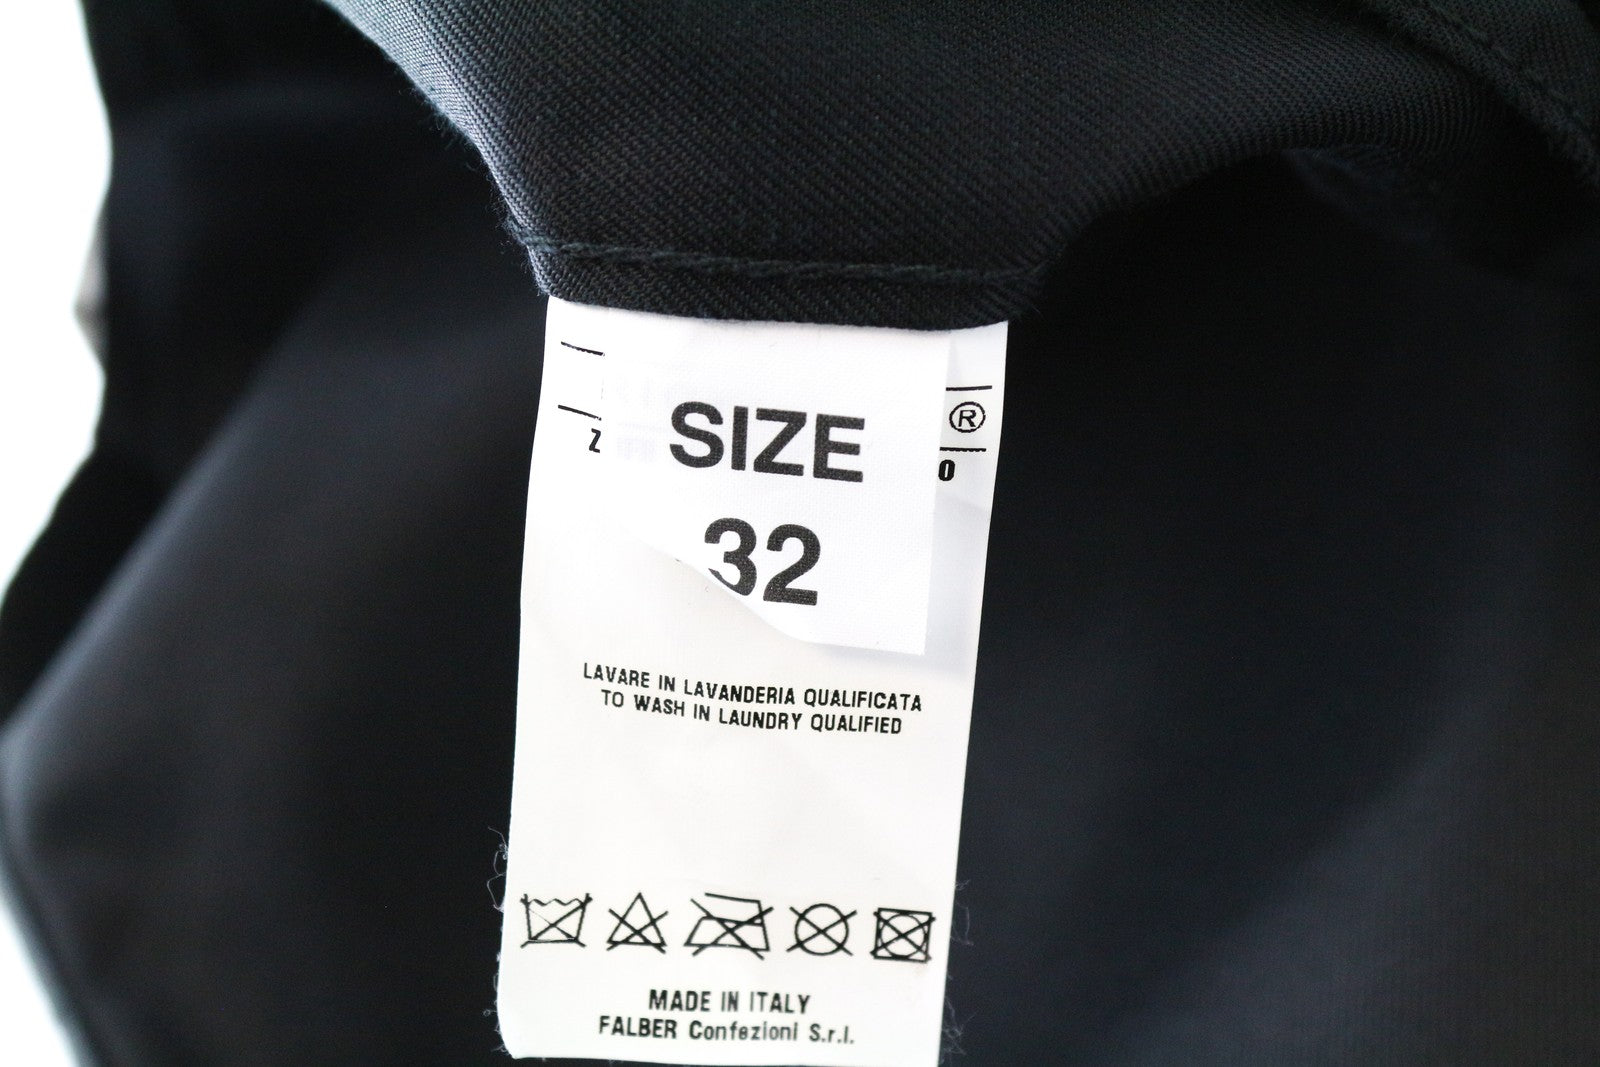 ®
Z
O
SIZE
32
LAVARE IN LAVANDERIA QUALIFICATA
TO WASH IN LAUNDRY QUALIFIED
MADE IN ITALY
FALBER Confezioni S.r.l.